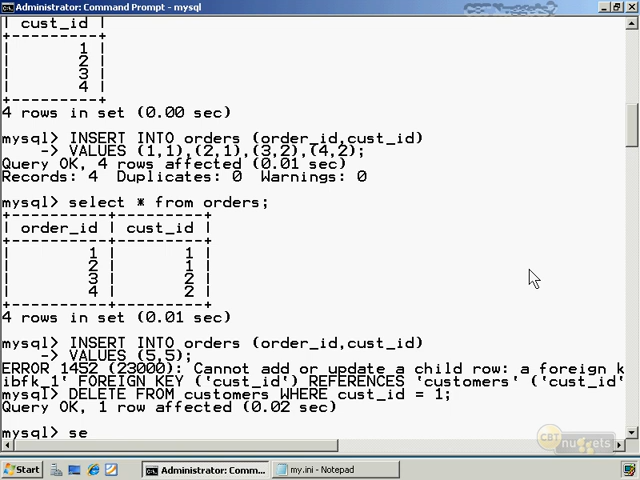 Administrator: Command Prompt - mysql
| cust_id |
+---------+
| 1 |
| 2 |
| 3 |
| 4 |
+---------+
4 rows in set (0.00 sec)
mysql> INSERT INTO orders (order_id,cust_id)
-> VALUES (1,1),(2,1),(3,2),(4,2);
Query OK, 4 rows affected (0.01 sec)
Records: 4 Duplicates: 0 Warnings: 0
mysql> select * from orders;
+----------+---------+
| order_id | cust_id |
+----------+---------+
| 1 | 1 |
| 2 | 1 |
| 3 | 2 |
| 4 | 2 |
+----------+---------+
4 rows in set (0.01 sec)
mysql> INSERT INTO orders (order_id,cust_id)
-> VALUES (5,5);
ERROR 1452 (23000): Cannot add or update a child row: a foreign k
ibfk_1` FOREIGN KEY (`cust_id`) REFERENCES `customers` (`cust_id`
mysql> DELETE FROM customers WHERE cust_id = 1;
Query OK, 1 row affected (0.02 sec)
mysql> se
CBT nuggets
Start
Administrator: Comm...
my.ini - Notepad